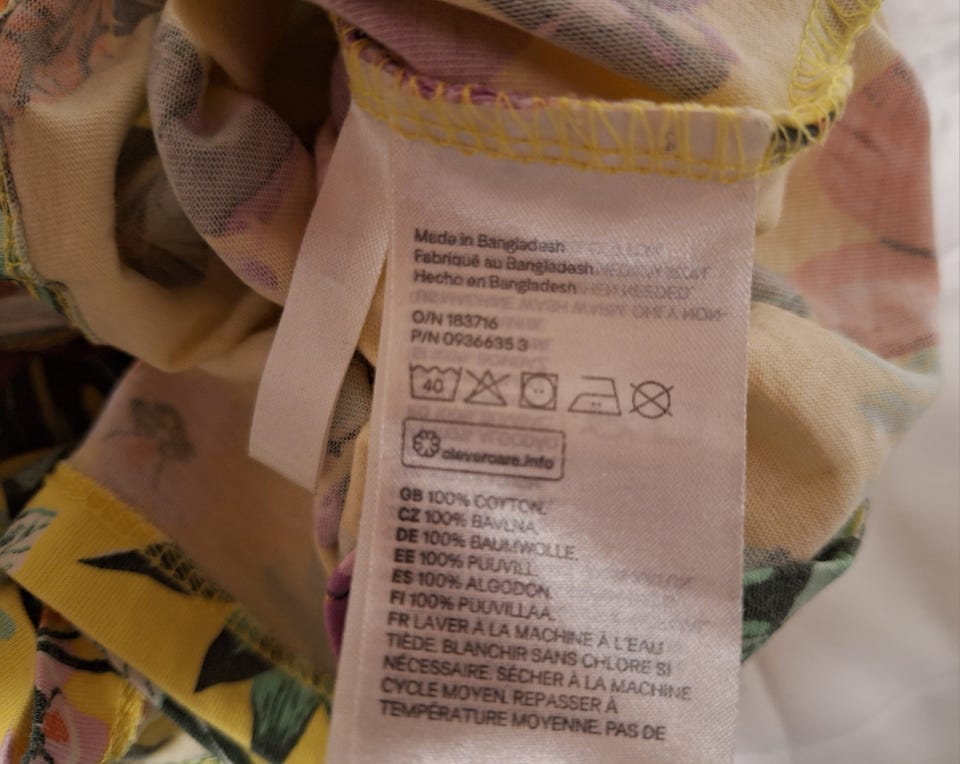 Made in Bangladesh
Fabriqué au Bangladesh
Hecho en Bangladesh
O/N 183716
P/N 0936635 3
40
clevercare.info
GB 100% COTTON.
CZ 100% BAVLNA.
DE 100% BAUMWOLLE.
EE 100% PUUVILL.
ES 100% ALGODON.
FI 100% PUUVILLAA.
FR LAVER À LA MACHINE À L'EAU
TIÈDE. BLANCHIR SANS CHLORE SI
NÉCESSAIRE. SÉCHER À LA MACHINE
CYCLE MOYEN. REPASSER À
TEMPÉRATURE MOYENNE. PAS DE